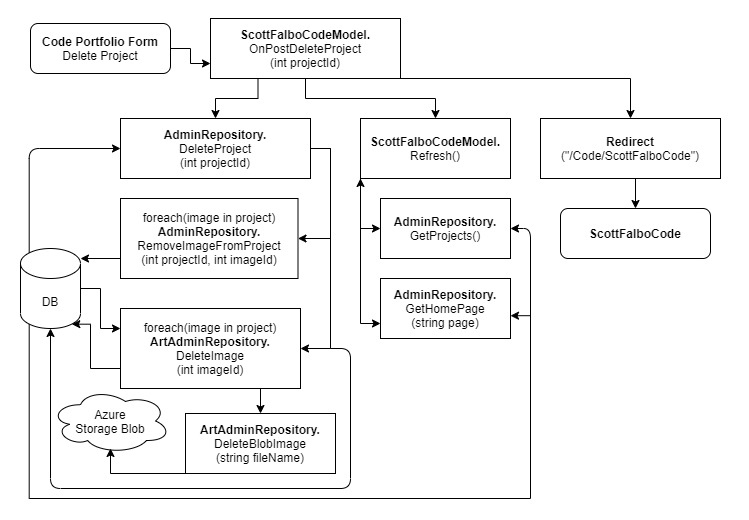 Code Portfolio Form
Delete Project
ScottFalboCodeModel.
OnPostDeleteProject
(int projectId)
AdminRepository.
DeleteProject
(int projectId)
ScottFalboCodeModel.
Refresh()
Redirect
("/Code/ScottFalboCode")
foreach(image in project)
AdminRepository.
RemoveImageFromProject
(int projectId, int imageId)
AdminRepository.
GetProjects()
ScottFalboCode
DB
AdminRepository.
GetHomePage
(string page)
foreach(image in project)
ArtAdminRepository.
DeleteImage
(int imageId)
Azure
Storage Blob
ArtAdminRepository.
DeleteBlobImage
(string fileName)